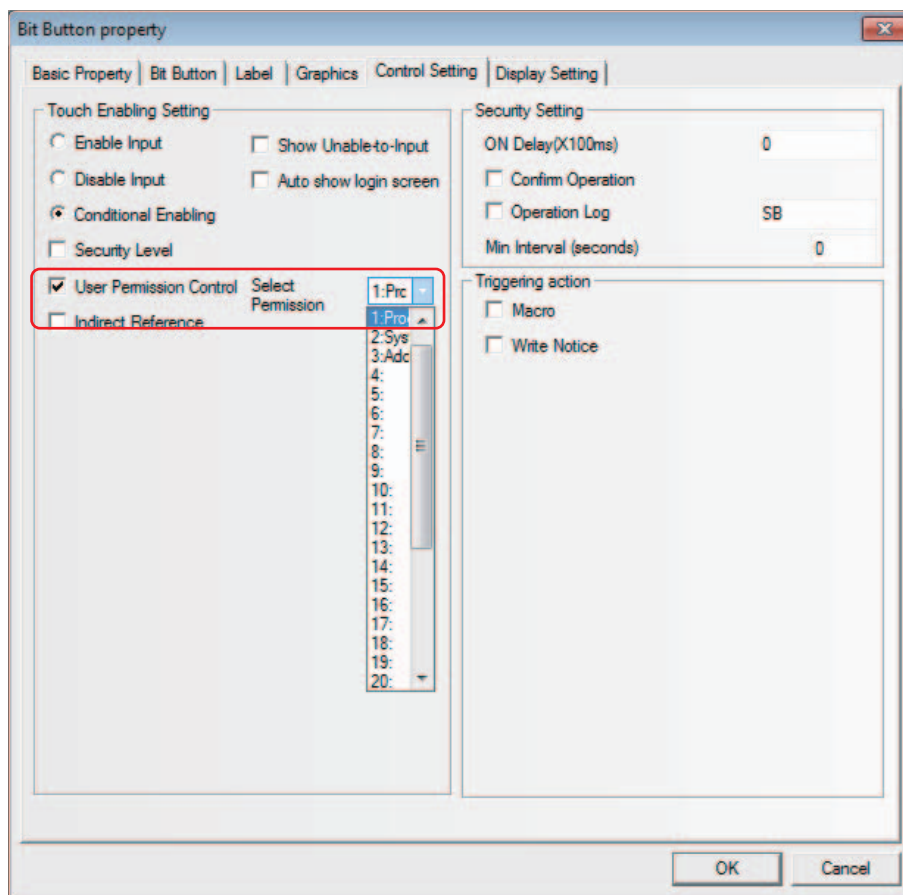 Bit Button property
Basic Property Bit Button Label Graphics Control Setting Display Setting
Touch Enabling Setting
Enable Input
Show Unable-to-Input
Disable Input
Auto show login screen
Conditional Enabling
Security Level
User Permission Control
Select
Permission
1:Prc
Indirect Reference
1:Pro
2:Sys
3:Adc
4:
5:
6:
7:
8:
9:
10:
11:
12:
13:
14:
15:
16:
17:
18:
19:
20:
Security Setting
ON Delay(X100ms) 0
Confirm Operation
Operation Log SB
Min Interval (seconds) 0
Triggering action
Macro
Write Notice
OK Cancel